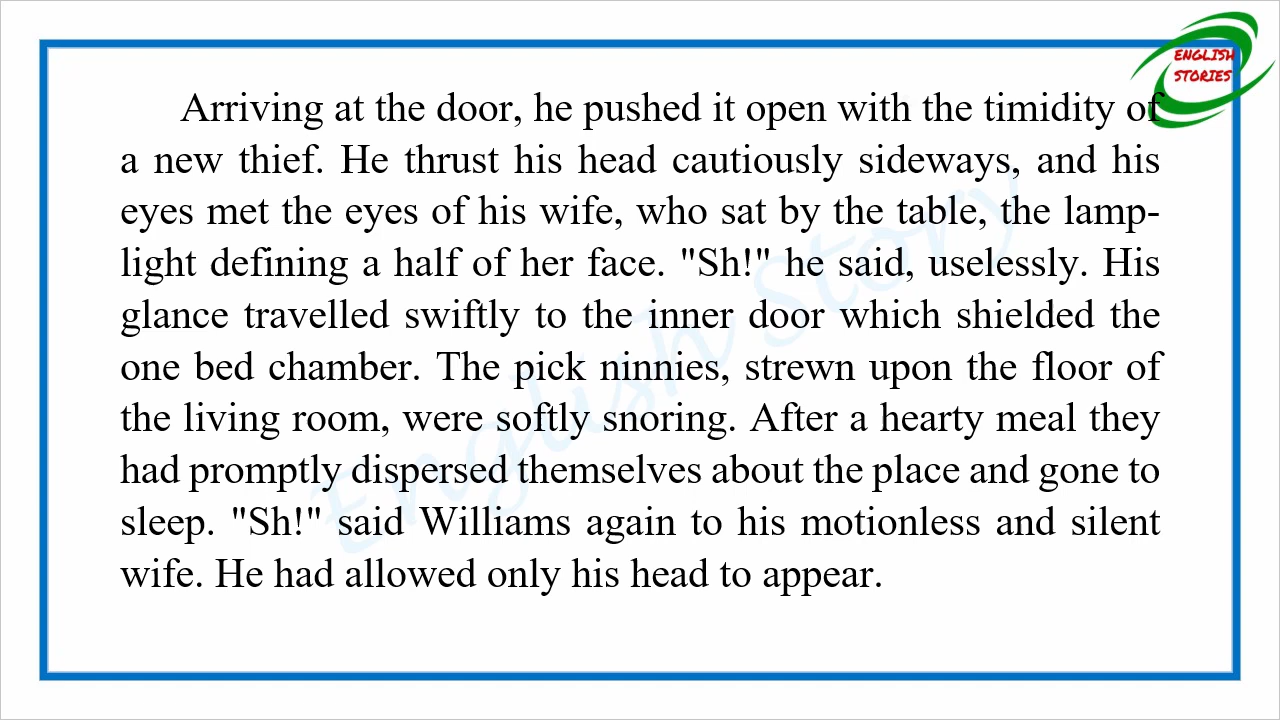 ENGLISH
STORIES
Arriving at the door, he pushed it open with the timidity of
a new thief. He thrust his head cautiously sideways, and his
eyes met the eyes of his wife, who sat by the table, the lamp-
light defining a half of her face. "Sh!" he said, uselessly. His
glance travelled swiftly to the inner door which shielded the
one bed chamber. The pick ninnies, strewn upon the floor of
the living room, were softly snoring. After a hearty meal they
had promptly dispersed themselves about the place and gone to
sleep. "Sh!" said Williams again to his motionless and silent
wife. He had allowed only his head to appear.
English Story